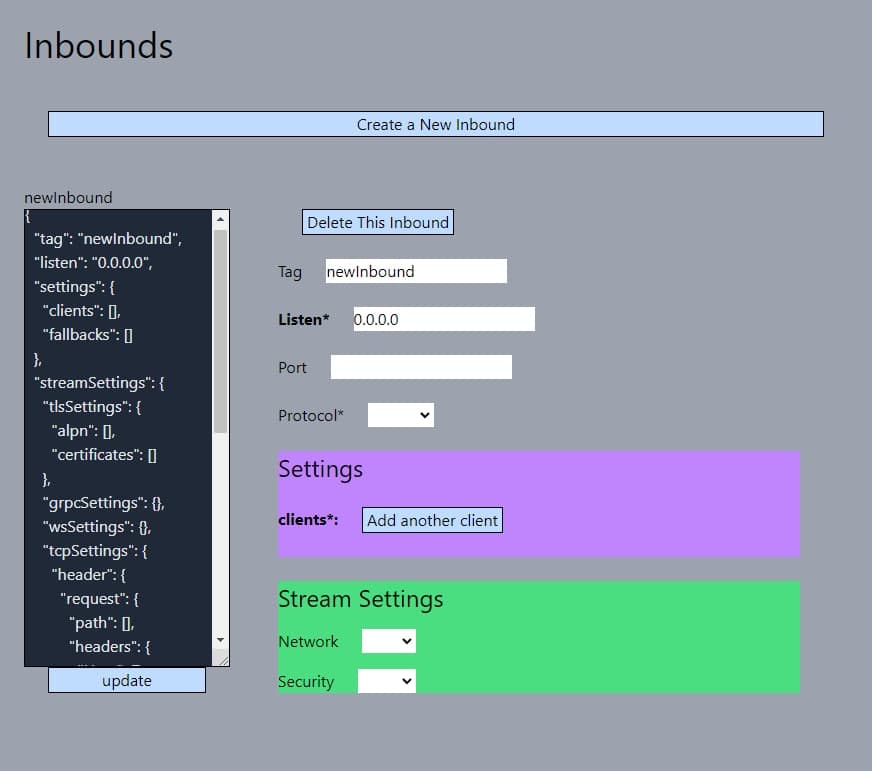 Inbounds
Create a New Inbound
newInbound
{
"tag": "newInbound",
"listen": "0.0.0.0",
"settings": {
"clients": [],
"fallbacks": []
},
"streamSettings": {
"tlsSettings": {
"alpn": [],
"certificates": []
},
"grpcSettings": {},
"wsSettings": {},
"tcpSettings": {
"header": {
"request": {
"path": [],
"headers": {
update
Delete This Inbound
Tag newInbound
Listen* 0.0.0.0
Port
Protocol*
Settings
clients*: Add another client
Stream Settings
Network
Security